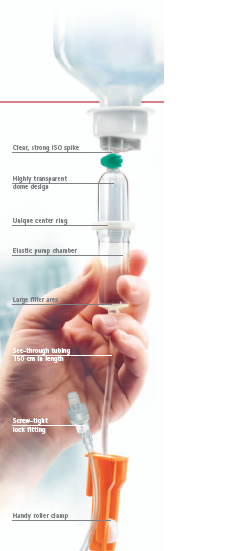 Clear, strong ISO spike
Highly transparent
dome design
Unique center ring
Elastic pump chamber
Large filter area
See-through tubing
150 cm in length
Screw-tight
lock fitting
Handy roller clamp